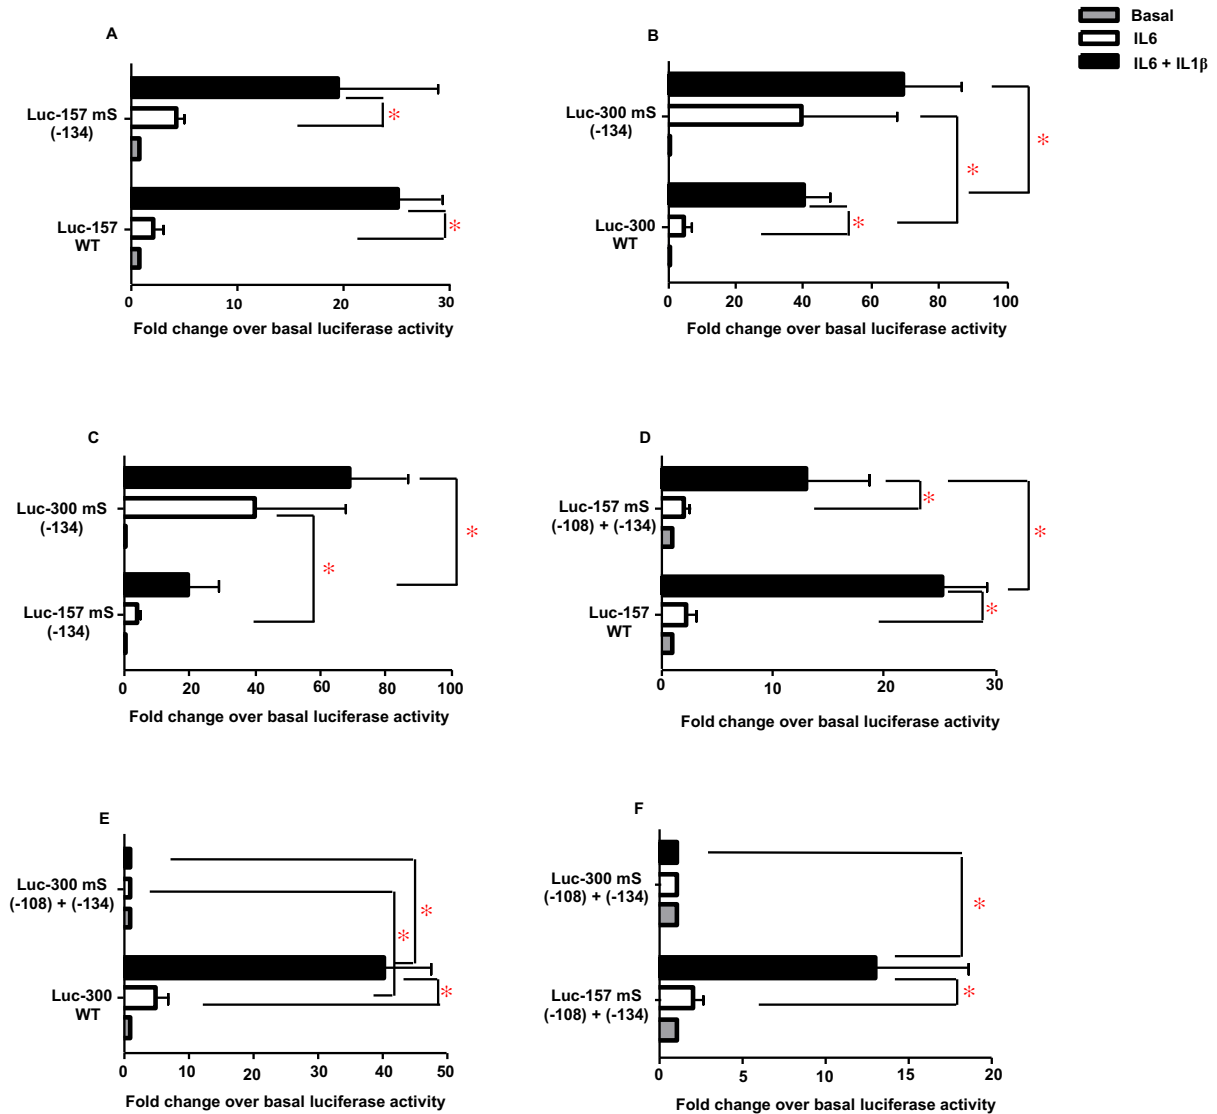 Basal
IL6
IL6 + IL1β
A
Luc-157 mS
(-134)
*
Luc-157
WT
*
0 10 20 30
Fold change over basal luciferase activity
B
Luc-300 mS
(-134)
*
*
Luc-300
WT
*
0 20 40 60 80 100
Fold change over basal luciferase activity
C
Luc-300 mS
(-134)
*
*
Luc-157 mS
(-134)
0 20 40 60 80 100
Fold change over basal luciferase activity
D
Luc-157 mS
(-108) + (-134)
*
*
Luc-157
WT
*
0 10 20 30
Fold change over basal luciferase activity
E
Luc-300 mS
(-108) + (-134)
*
*
Luc-300
WT
*
0 10 20 30 40 50
Fold change over basal luciferase activity
F
Luc-300 mS
(-108) + (-134)
*
Luc-157 mS
(-108) + (-134)
*
0 5 10 15 20
Fold change over basal luciferase activity